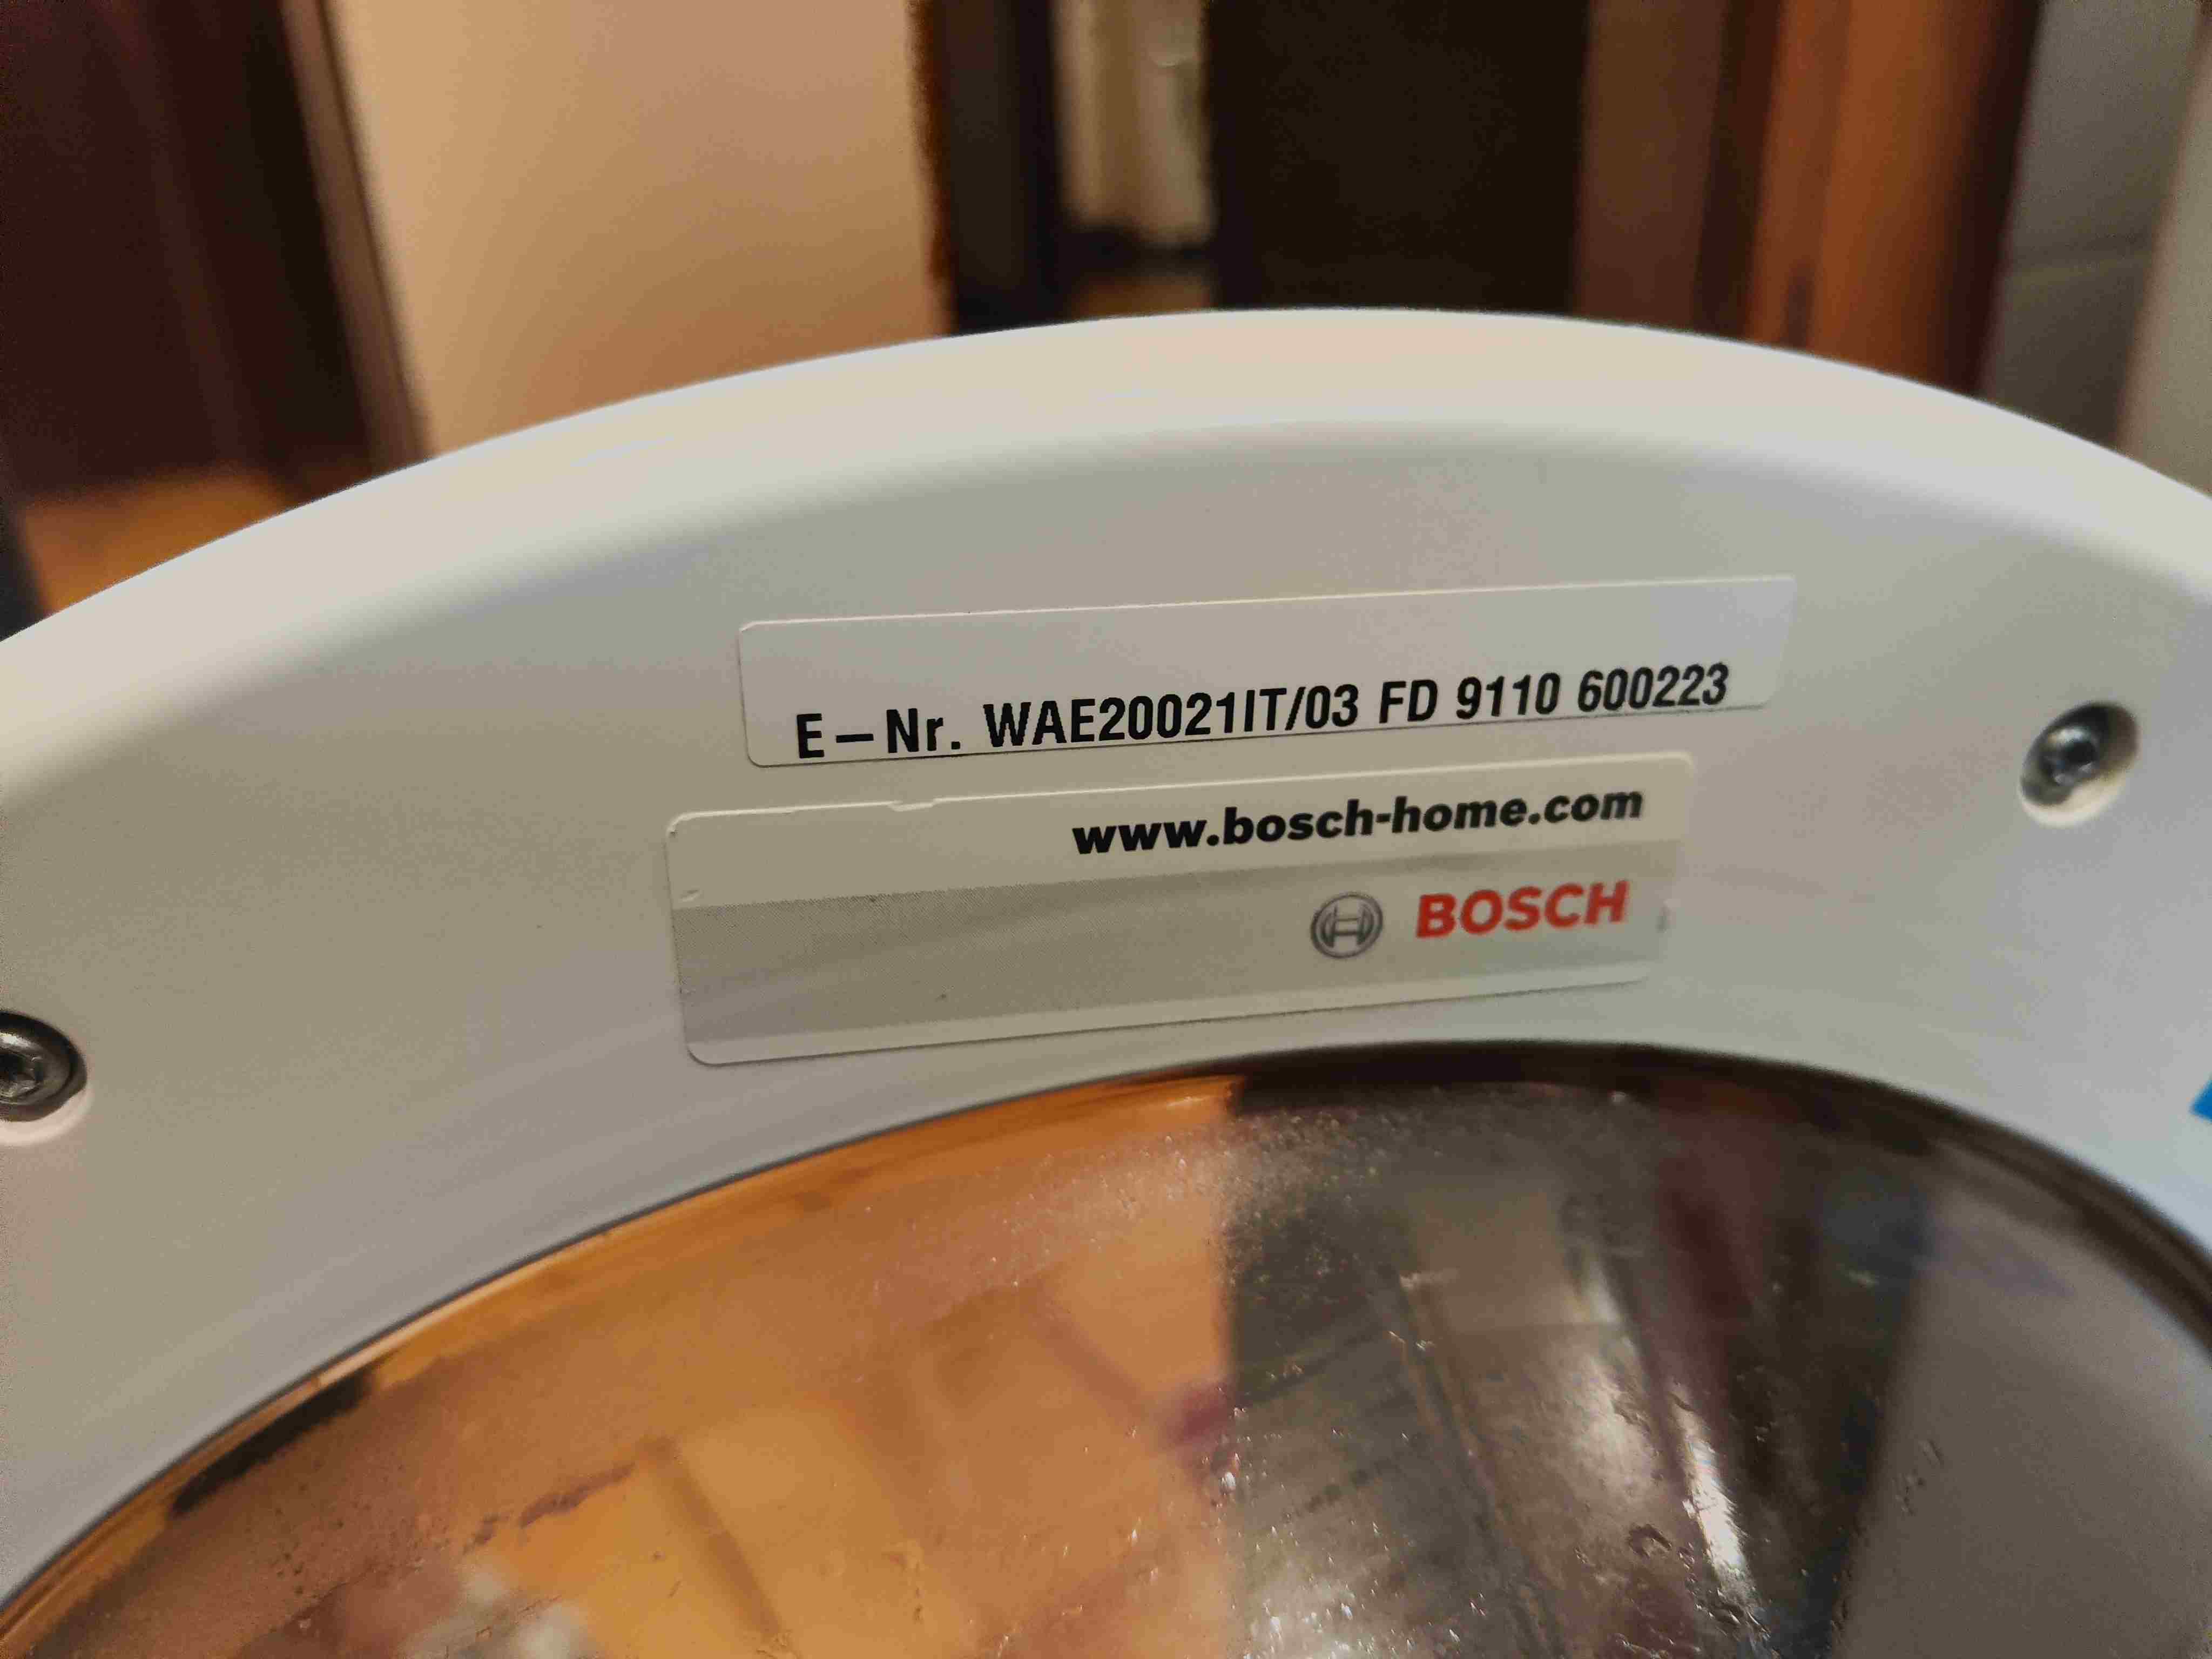 E-Nr. WAE20021IT/03 FD 9110 600223
www.bosch-home.com
BOSCH